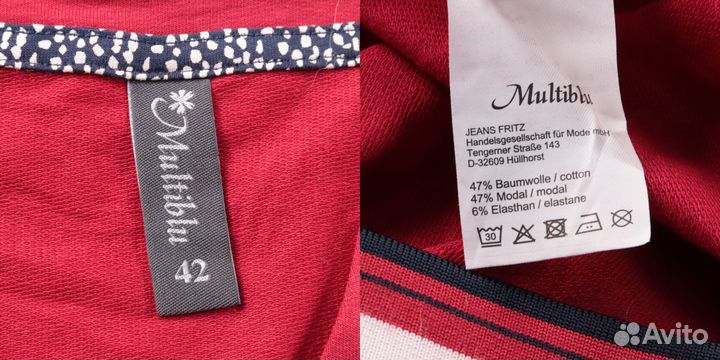 Multiblu
42
Multiblu
JEANS FRITZ
Handelsgesellschaft für Mode mbH
Tengerner Straße 143
D-32609 Hüllhorst
47% Baumwolle / cotton
47% Modal / modal
6% Elasthan / elastane
30
Avito